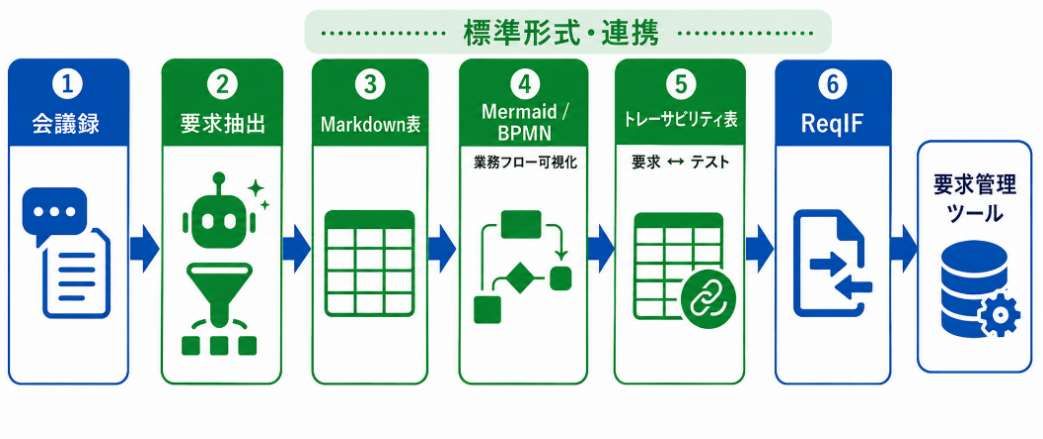 標準形式・連携
1
会議録
2
要求抽出
3
Markdown表
4
Mermaid /
BPMN
業務フロー可視化
5
トレーサビリティ表
要求 ↔ テスト
6
ReqIF
要求管理
ツール